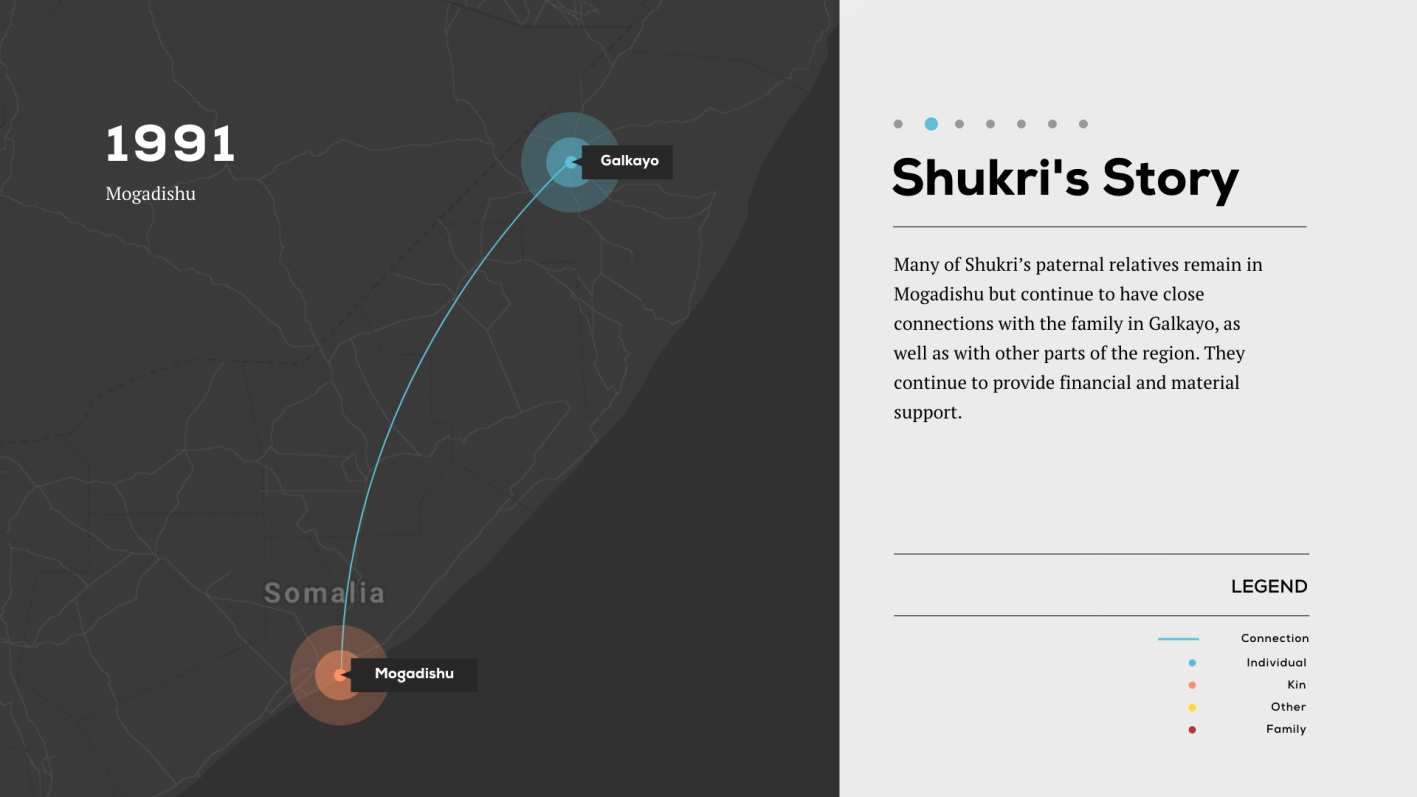 1991
Mogadishu
Galkayo
Somalia
Mogadishu
Shukri's Story
Many of Shukri’s paternal relatives remain in
Mogadishu but continue to have close
connections with the family in Galkayo, as
well as with other parts of the region. They
continue to provide financial and material
support.
LEGEND
Connection
Individual
Kin
Other
Family